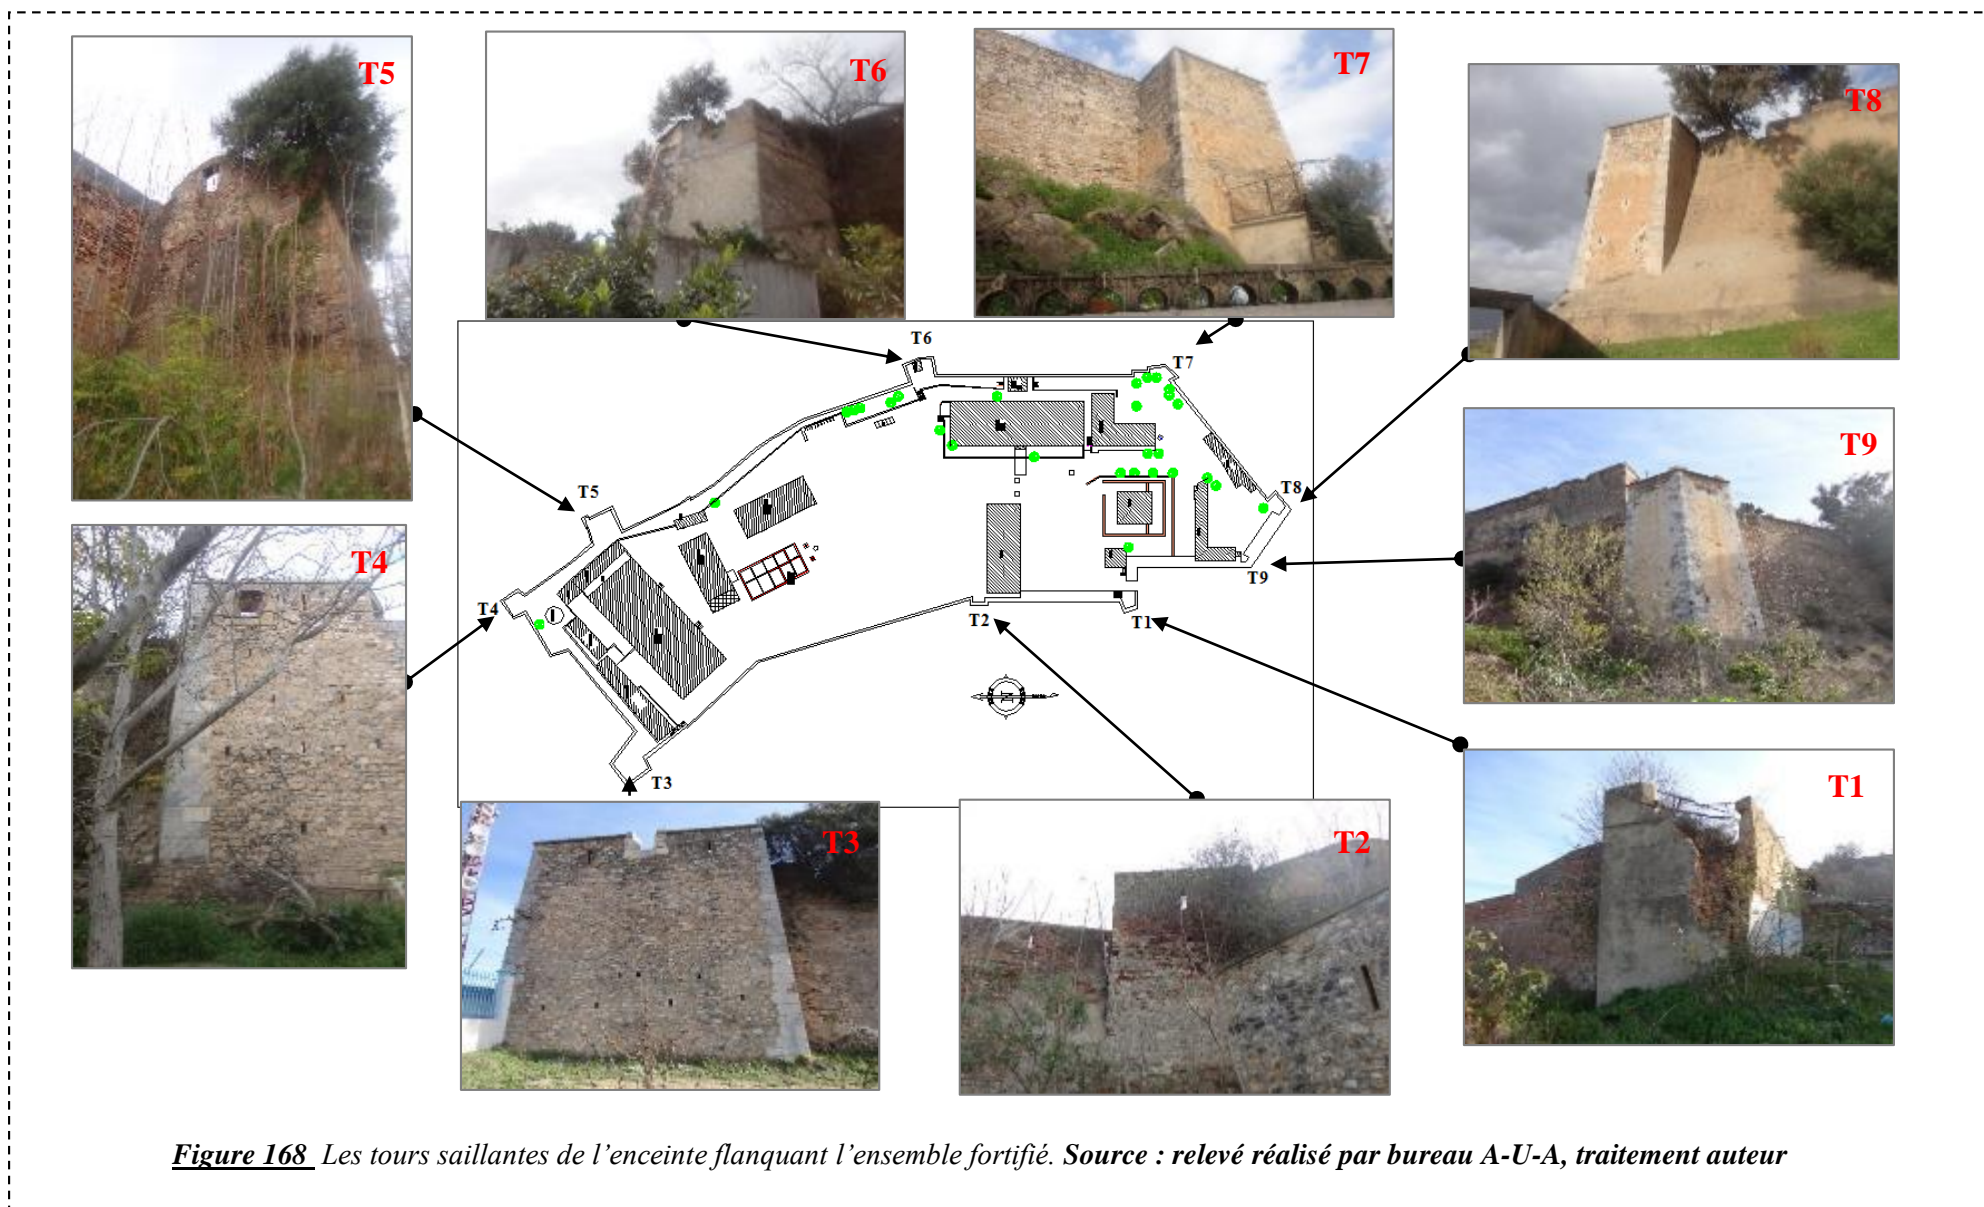 T5
T6
T7
T8
T6
T7
T9
T5
T8
T4
T4
T9
T2
T1
T3
T1
T3
T2
Figure 168 Les tours saillantes de l’enceinte flanquant l’ensemble fortifié. Source : relevé réalisé par bureau A-U-A, traitement auteur